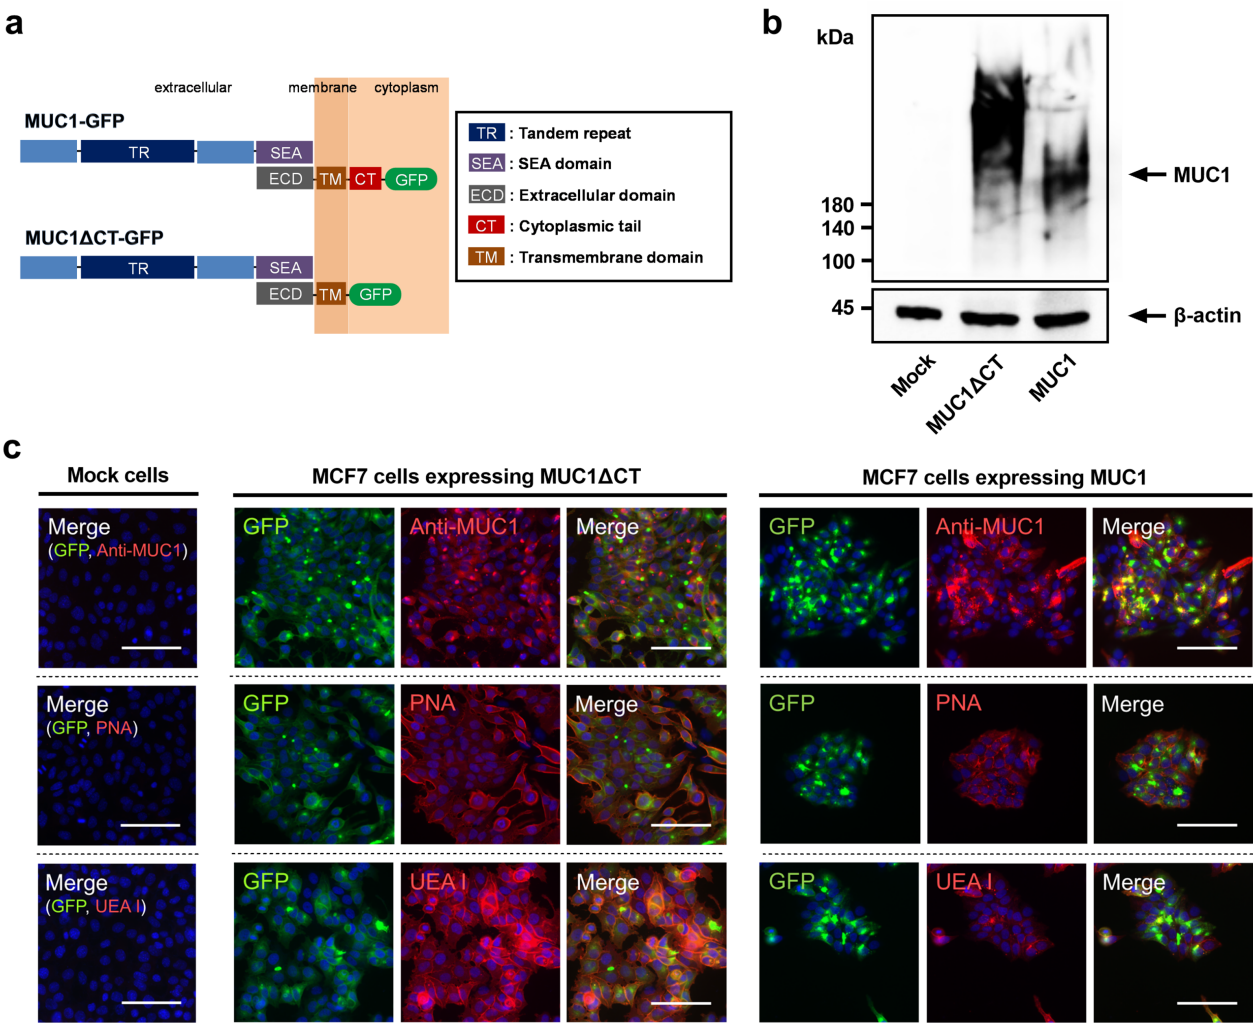 a
extracellular membrane cytoplasm
MUC1-GFP
TR SEA
ECD TM CT GFP
MUC1ΔCT-GFP
TR SEA
ECD TM GFP
TR : Tandem repeat
SEA : SEA domain
ECD : Extracellular domain
CT : Cytoplasmic tail
TM : Transmembrane domain
b
kDa
MUC1
180
140
100
45
β-actin
Mock MUC1ΔCT MUC1
c
Mock cells MCF7 cells expressing MUC1ΔCT MCF7 cells expressing MUC1
Merge GFP Anti-MUC1 Merge GFP Anti-MUC1 Merge
(GFP, Anti-MUC1)
Merge GFP PNA Merge GFP PNA Merge
(GFP, PNA)
Merge GFP UEA I Merge GFP UEA I Merge
(GFP, UEA I)